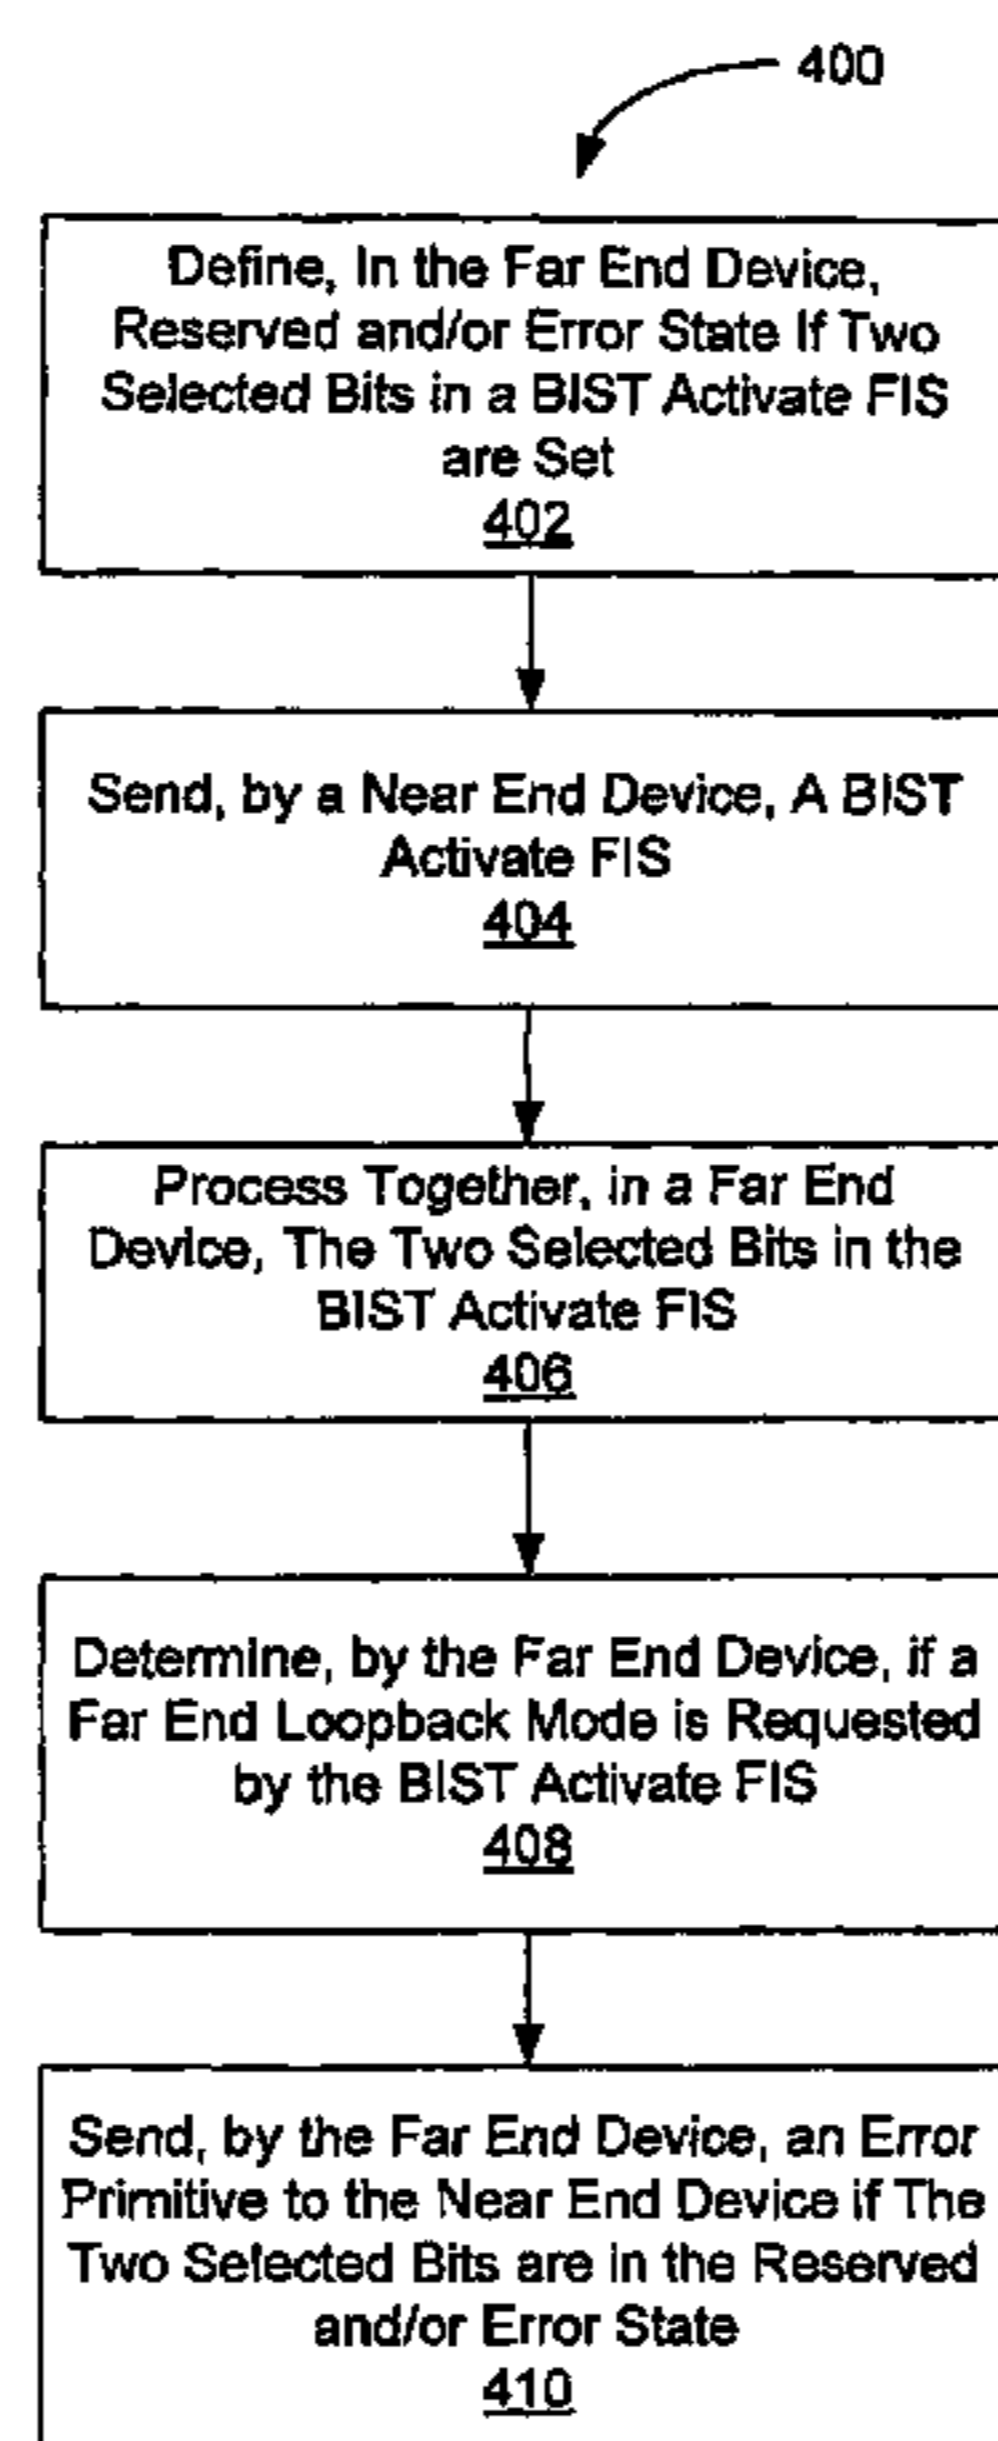 400
Define, In the Far End Device,
Reserved and/or Error State If Two
Selected Bits in a BIST Activate FIS
are Set
402
Send, by a Near End Device, A BIST
Activate FIS
404
Process Together, in a Far End
Device, The Two Selected Bits in the
BIST Activate FIS
406
Determine, by the Far End Device, if a
Far End Loopback Mode is Requested
by the BIST Activate FIS
408
Send, by the Far End Device, an Error
Primitive to the Near End Device if The
Two Selected Bits are in the Reserved
and/or Error State
410